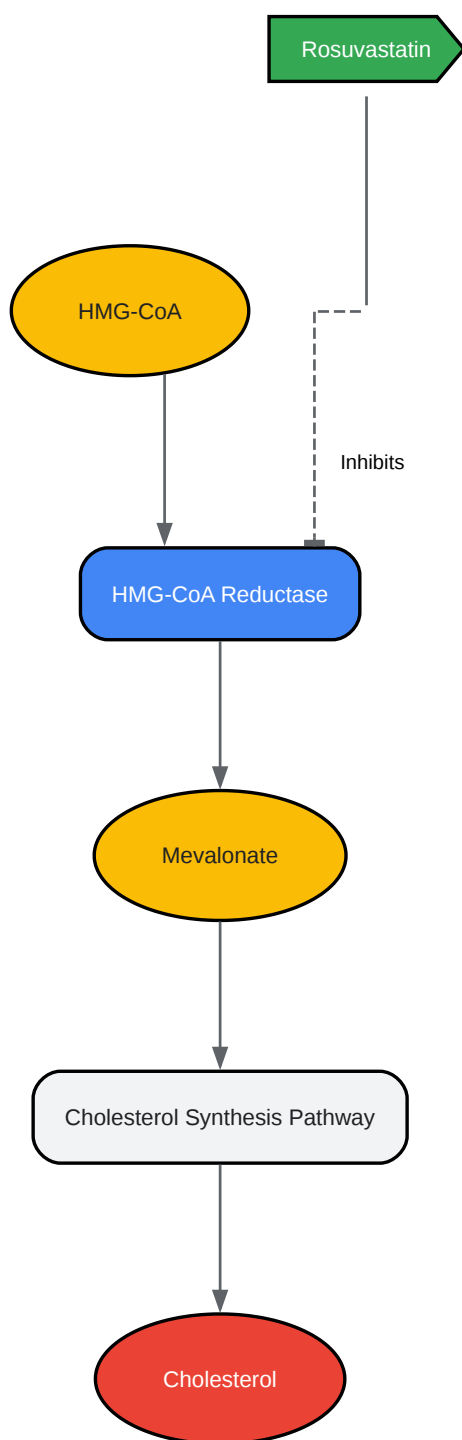 Rosuvastatin
HMG-CoA
Inhibits
HMG-CoA Reductase
Mevalonate
Cholesterol Synthesis Pathway
Cholesterol